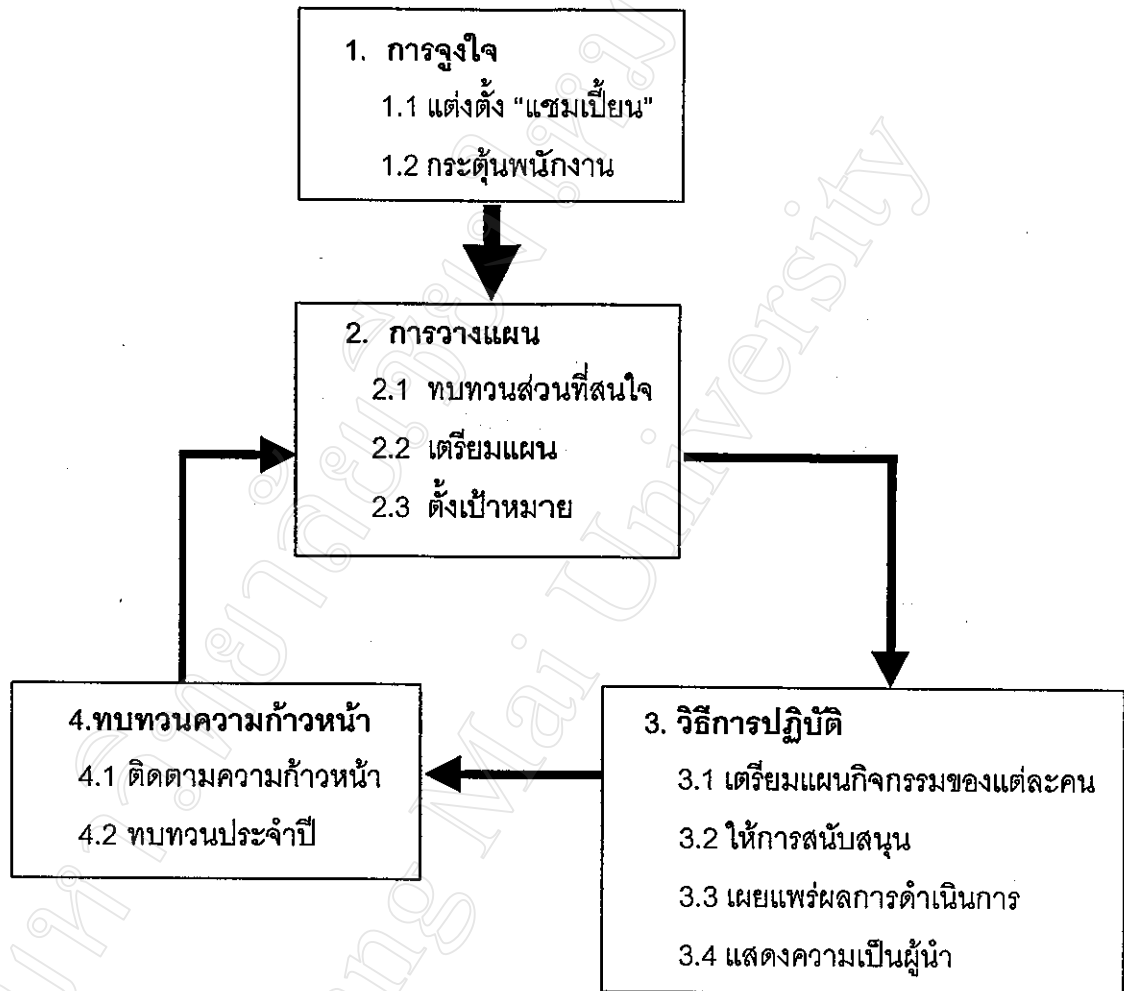 1. การจูงใจ
1.1 แต่งตั้ง “แชมเปี้ยน”
1.2 กระตุ้นพนักงาน
2. การวางแผน
2.1 ทบทวนส่วนที่สนใจ
2.2 เตรียมแผน
2.3 ตั้งเป้าหมาย
3. วิธีการปฏิบัติ
3.1 เตรียมแผนกิจกรรมของแต่ละคน
3.2 ให้การสนับสนุน
3.3 เผยแพร่ผลการดำเนินการ
3.4 แสดงความเป็นผู้นำ
4.ทบทวนความก้าวหน้า
4.1 ติดตามความก้าวหน้า
4.2 ทบทวนประจำปี
Mai University